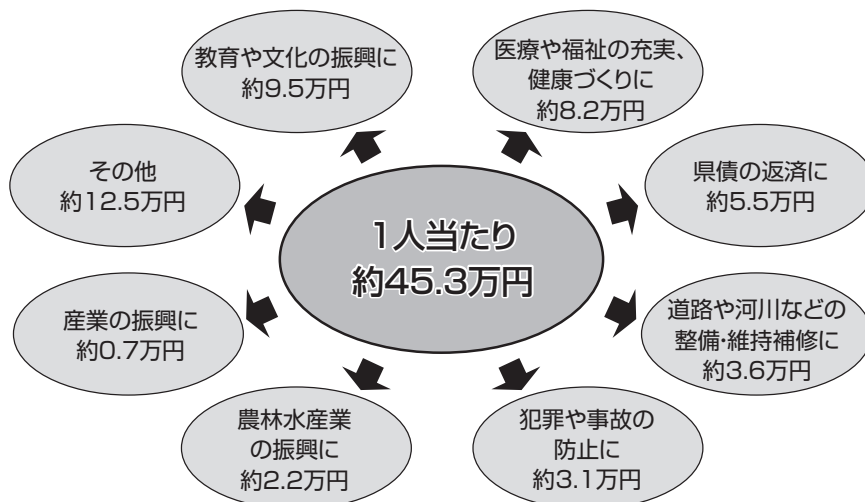 教育や文化の振興に
約9.5万円
医療や福祉の充実、
健康づくりに
約8.2万円
その他
約12.5万円
県債の返済に
約5.5万円
1人当たり
約45.3万円
産業の振興に
約0.7万円
道路や河川などの
整備・維持補修に
約3.6万円
農林水産業
の振興に
約2.2万円
犯罪や事故の
防止に
約3.1万円